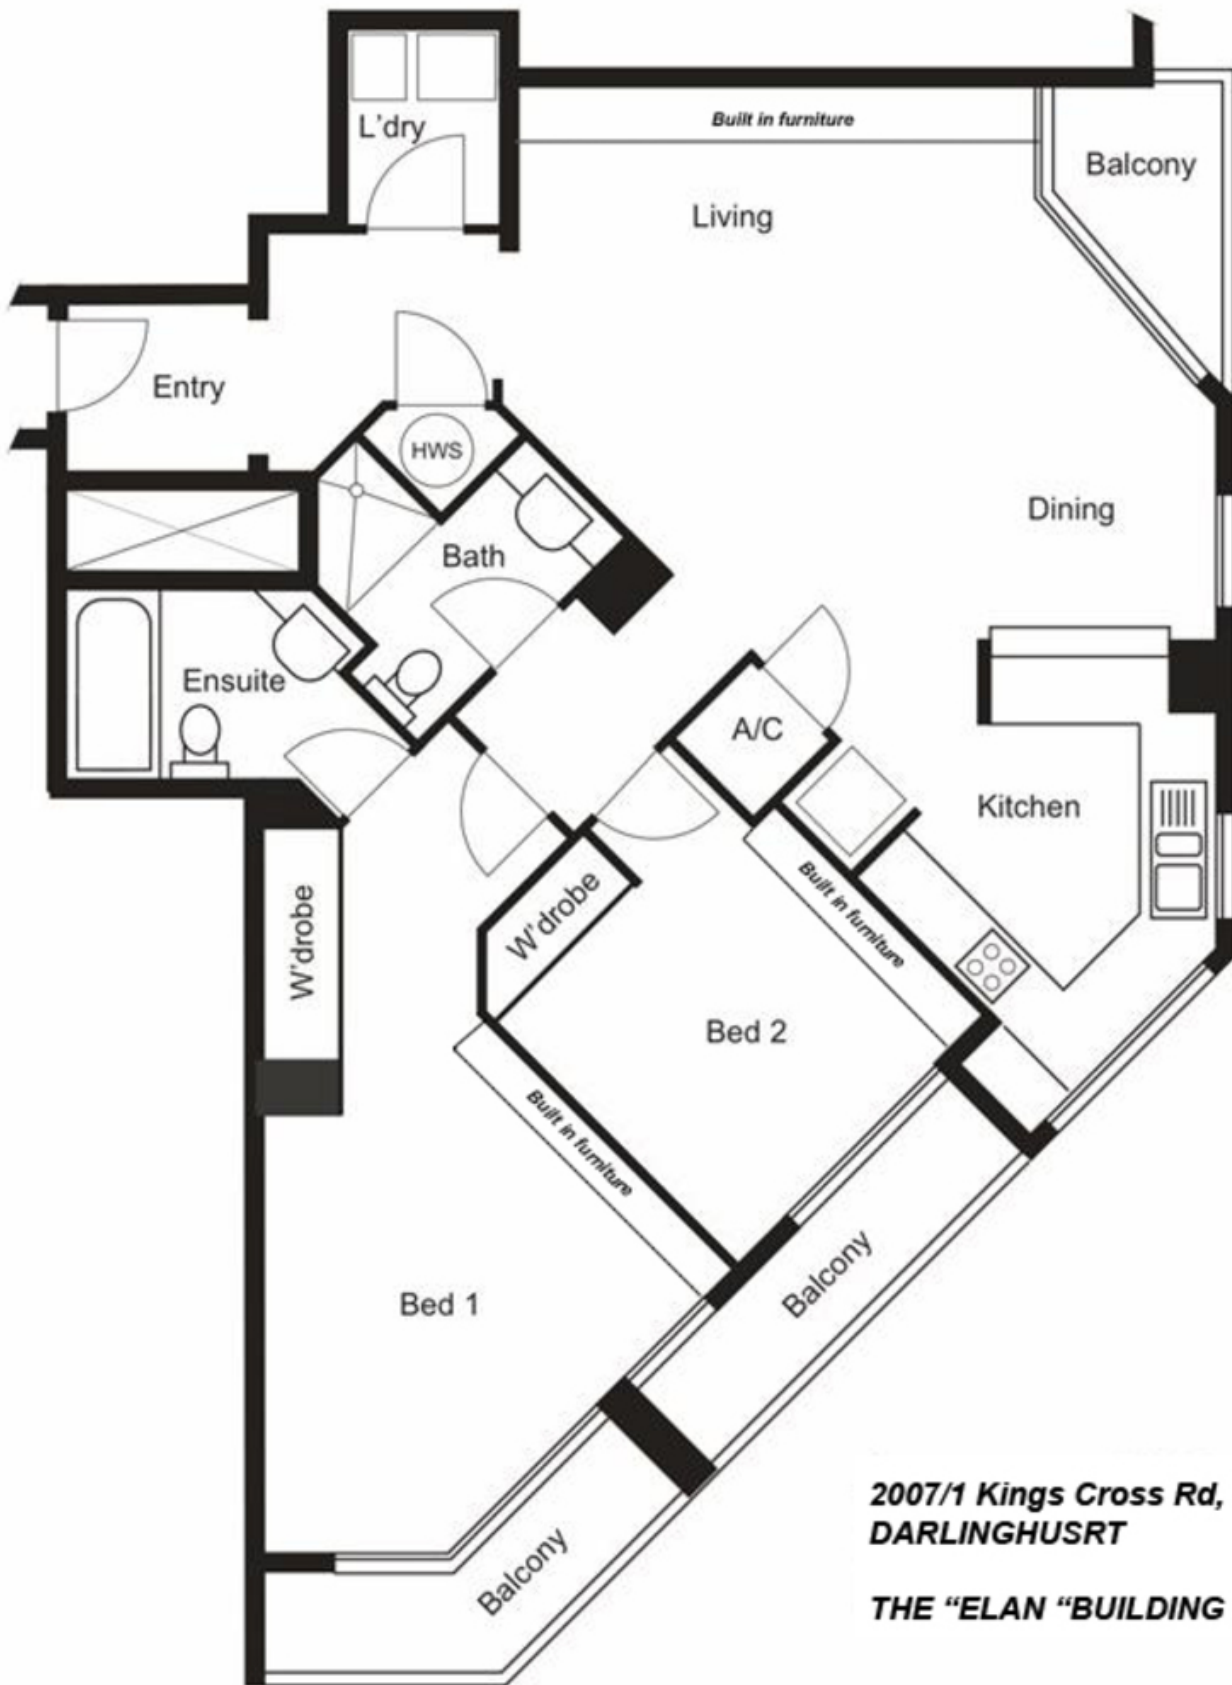 L'dry
Built in furniture
Balcony
Living
Entry
HWS
Dining
Bath
Ensuite
A/C
Kitchen
W'drobe
W'drobe
Built in furniture
Bed 2
Built in furniture
Balcony
Bed 1
Balcony
2007/1 Kings Cross Rd,
DARLINGHUSRT
THE “ELAN “BUILDING